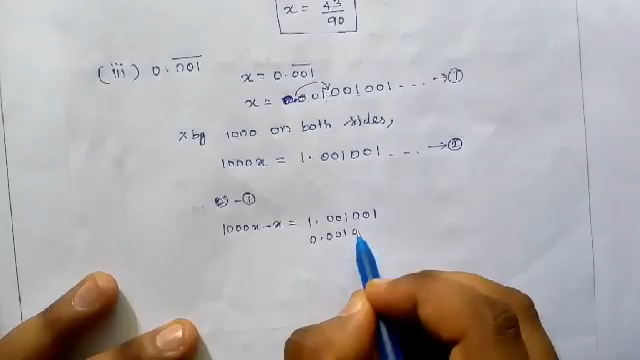 x = 43/90
(iii) 0.001̅ x = 0.001̅
x = 0.001001001 .... → ①
× by 1000 on both sides,
1000x = 1.001001 .... → ②
② - ①
1000x - x = 1.001001
0.0010